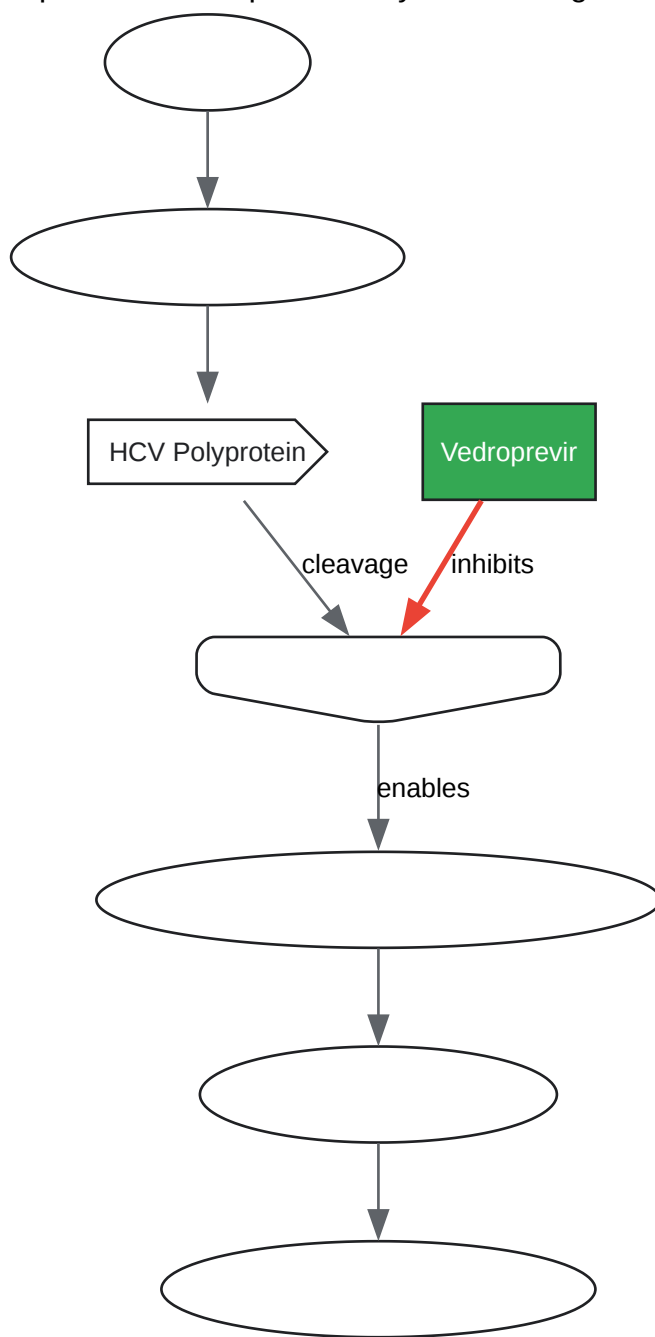 HCV Polyprotein
Vedroprevir
cleavage
inhibits
enables